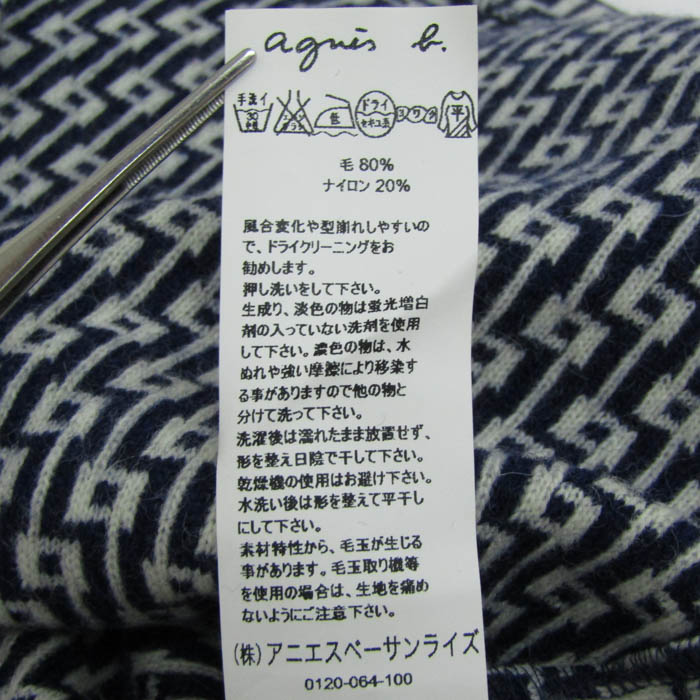 agnès b.
手洗イ
30
中性
エンソ
サラシ
低
ドライ
セキユ系
ヨワク
平
毛 80%
ナイロン 20%
風合変化や型崩れしやすいの
で、ドライクリーニングをお
勧めします。
押し洗いをして下さい。
生成り、淡色の物は蛍光増白
剤の入っていない洗剤を使用
して下さい。濃色の物は、水
ぬれや強い摩擦により移染す
る事がありますので他の物と
分けて洗って下さい。
洗濯後は濡れたまま放置せず、
形を整え日陰で干して下さい。
乾燥機の使用はお避け下さい。
水洗い後は形を整えて平干し
にして下さい。
素材特性から、毛玉が生じる
事があります。毛玉取り機等
を使用の場合は、生地を痛め
ないようにご注意下さい。
(株)アニエスベーサンライズ
0120-064-100